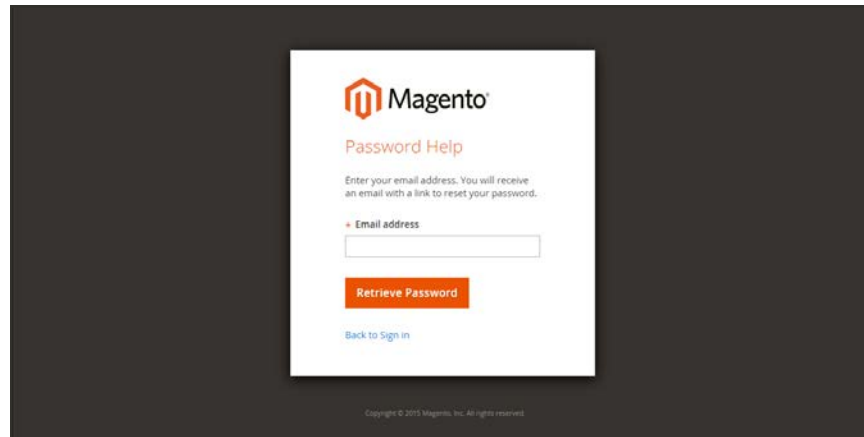 Magento®
Password Help
Enter your email address. You will receive
an email with a link to reset your password.
* Email address
Retrieve Password
Back to Sign in
Copyright © 2015 Magento, Inc. All rights reserved.